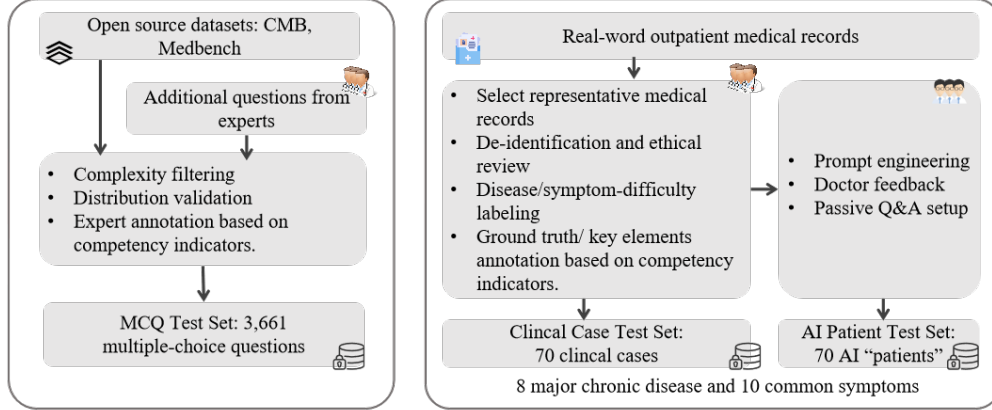 Open source datasets: CMB,
Medbench
Additional questions from
experts
• Complexity filtering
• Distribution validation
• Expert annotation based on
competency indicators.
MCQ Test Set: 3,661
multiple-choice questions
Real-word outpatient medical records
• Select representative medical
records
• De-identification and ethical
review
• Disease/symptom-difficulty
labeling
• Ground truth/ key elements
annotation based on competency
indicators.
• Prompt engineering
• Doctor feedback
• Passive Q&A setup
Clincal Case Test Set:
70 clincal cases
AI Patient Test Set:
70 AI “patients”
8 major chronic disease and 10 common symptoms